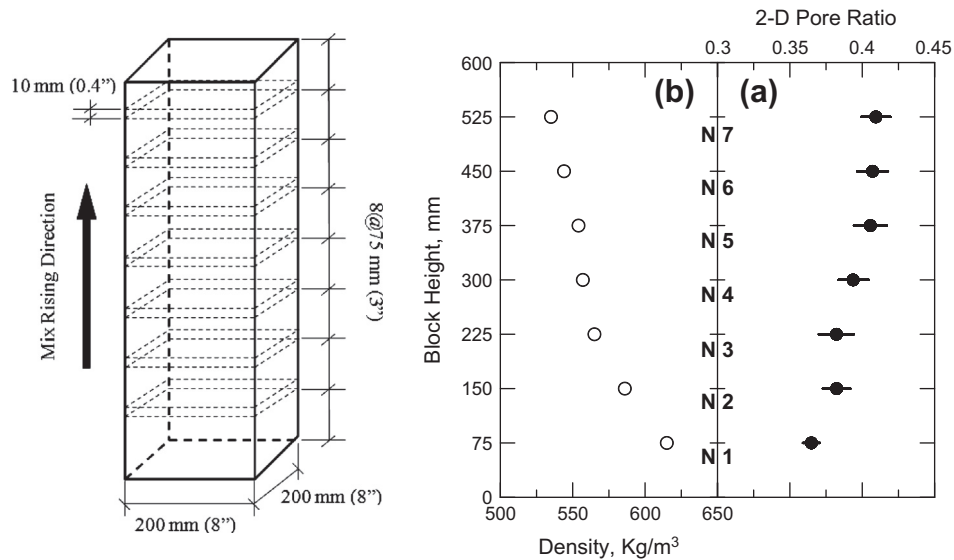 10 mm (0.4")
Mix Rising Direction
8@75 mm (3")
200 mm (8")
200 mm (8")
2-D Pore Ratio
0.3
0.35
0.4
0.45
600
(b)
(a)
525
N 7
450
N 6
375
N 5
300
N 4
225
N 3
150
N 2
75
N 1
0
Block Height, mm
500
550
600
650
Density, Kg/m³